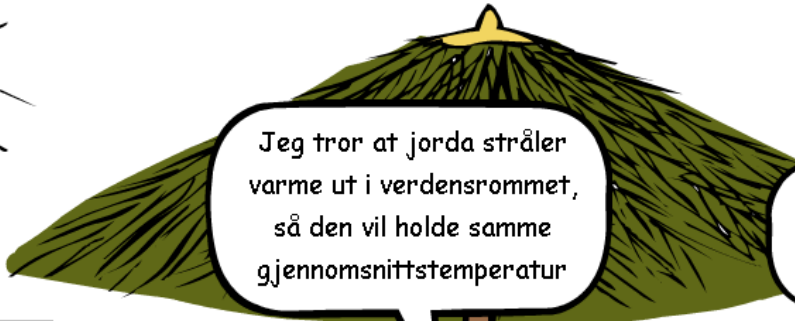 Jeg tror at jorda stråler
varme ut i verdensrommet,
så den vil holde samme
gjennomsnittstemperatur